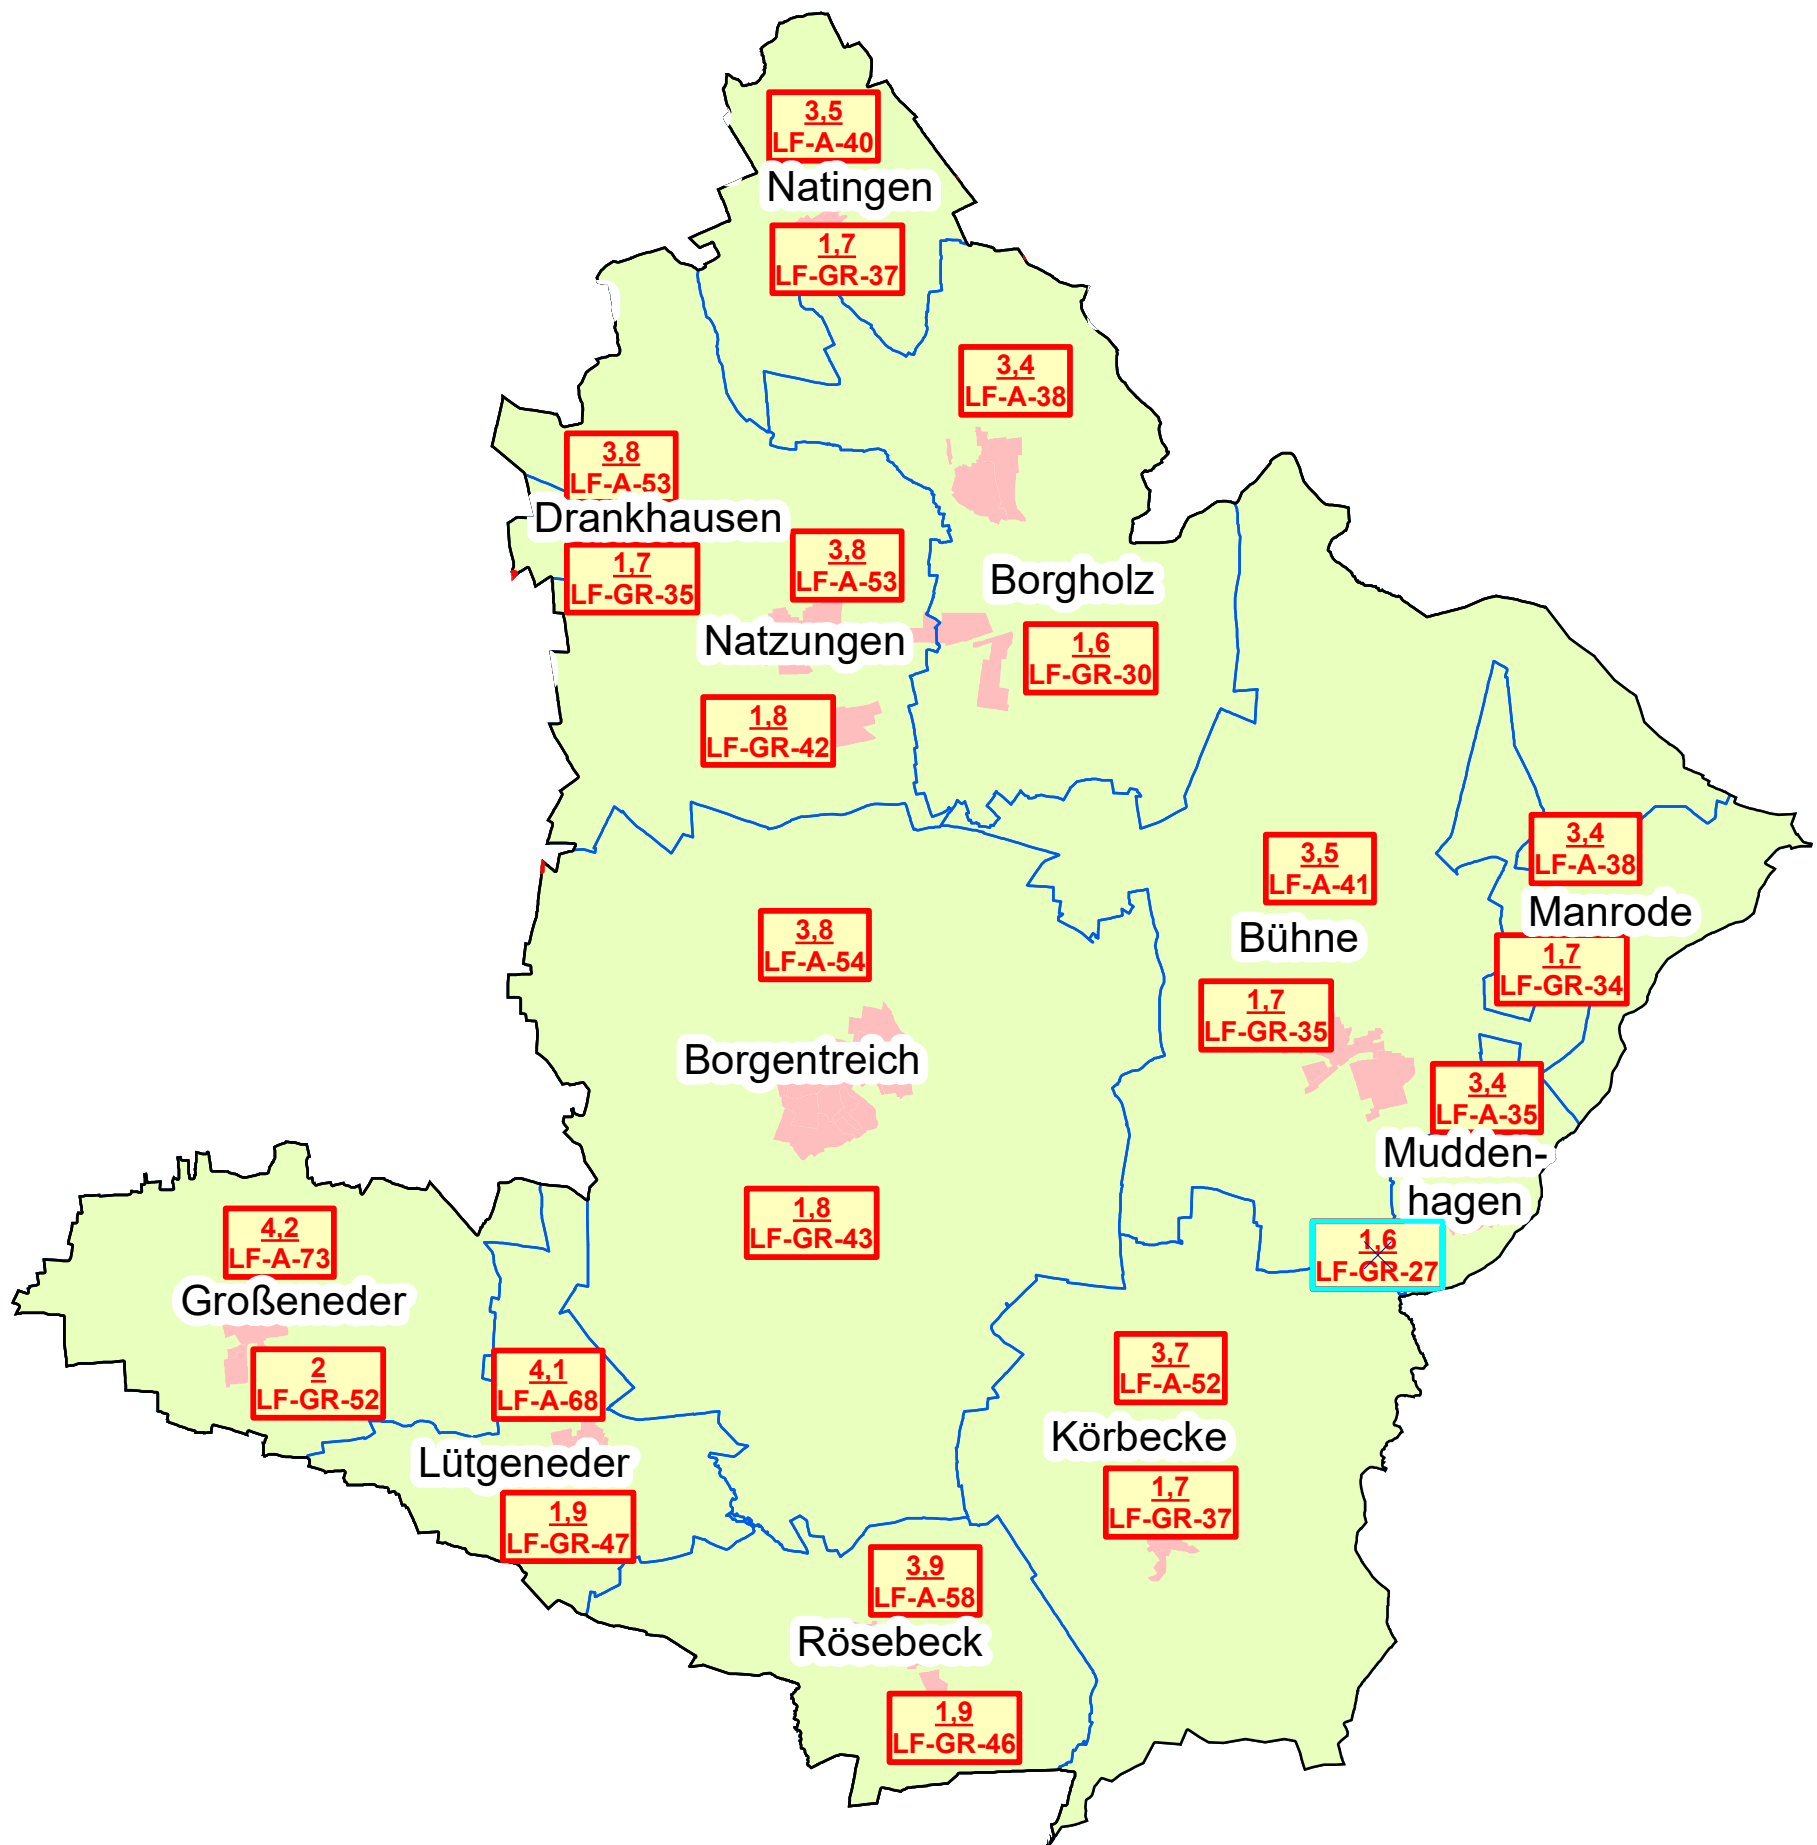 3,5
LF-A-40
Natingen
1,7
LF-GR-37
3,4
LF-A-38
3,8
LF-A-53
Drankhausen
1,7
LF-GR-35
3,8
LF-A-53
Natzungen
1,8
LF-GR-42
Borgholz
1,6
LF-GR-30
3,5
LF-A-41
Bühne
1,7
LF-GR-35
3,4
LF-A-38
Manrode
1,7
LF-GR-34
3,4
LF-A-35
Mudden-
hagen
1,6
LF-GR-27
3,8
LF-A-54
Borgentreich
1,8
LF-GR-43
4,2
LF-A-73
Großeneder
2
LF-GR-52
4,1
LF-A-68
Lütgeneder
1,9
LF-GR-47
3,7
LF-A-52
Körbecke
1,7
LF-GR-37
3,9
LF-A-58
Rösebeck
1,9
LF-GR-46